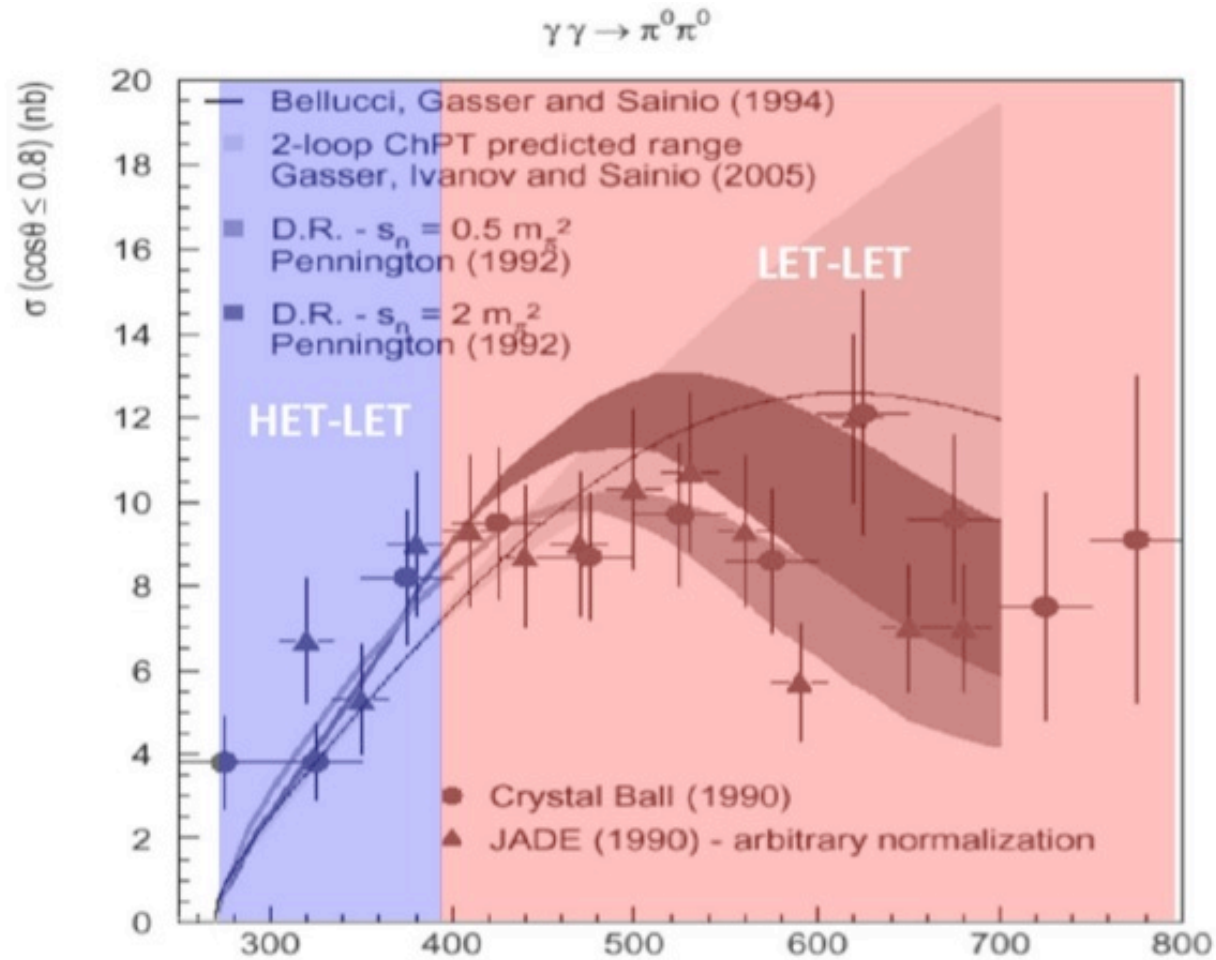 γ γ → π⁰π⁰
σ (cosθ ≤ 0.8) (nb)
20
18
16
14
12
10
8
6
4
2
0
Bellucci, Gasser and Sainio (1994)
2-loop ChPT predicted range
Gasser, Ivanov and Sainio (2005)
D.R. - sₙ = 0.5 m_π²
Pennington (1992)
D.R. - sₙ = 2 m_π²
Pennington (1992)
LET-LET
HET-LET
Crystal Ball (1990)
JADE (1990) - arbitrary normalization
300 400 500 600 700 800